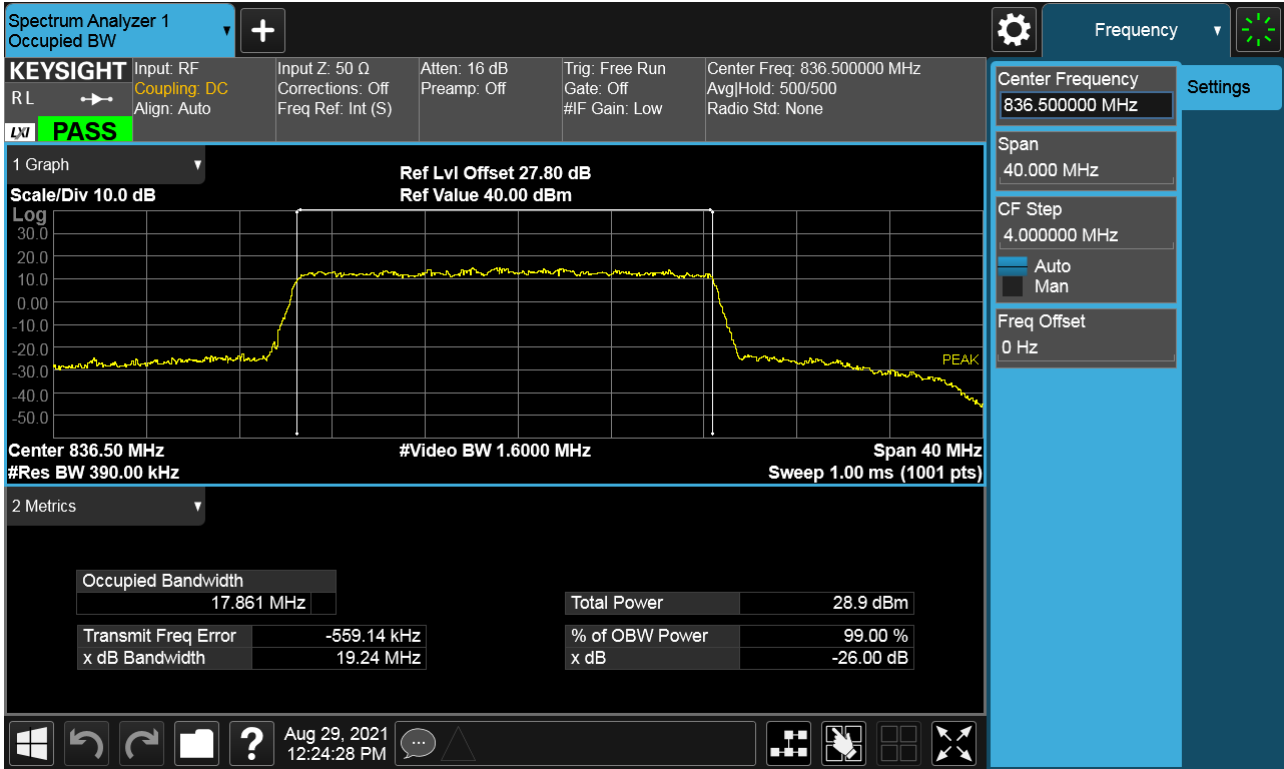 Spectrum Analyzer 1
Occupied BW
Frequency
KEYSIGHT
R L
LXI
PASS
Input: RF
Coupling: DC
Align: Auto
Input Z: 50 Ω
Corrections: Off
Freq Ref: Int (S)
Atten: 16 dB
Preamp: Off
Trig: Free Run
Gate: Off
#IF Gain: Low
Center Freq: 836.500000 MHz
Avg|Hold: 500/500
Radio Std: None
Center Frequency
836.500000 MHz
Settings
Span
40.000 MHz
CF Step
4.000000 MHz
Auto
Man
Freq Offset
0 Hz
1 Graph
Ref Lvl Offset 27.80 dB
Scale/Div 10.0 dB
Ref Value 40.00 dBm
Log
30.0
20.0
10.0
0.00
-10.0
-20.0
-30.0
-40.0
-50.0
PEAK
Center 836.50 MHz
#Video BW 1.6000 MHz
Span 40 MHz
#Res BW 390.00 kHz
Sweep 1.00 ms (1001 pts)
2 Metrics
Occupied Bandwidth
17.861 MHz
Total Power 28.9 dBm
Transmit Freq Error -559.14 kHz
% of OBW Power 99.00 %
x dB Bandwidth 19.24 MHz
x dB -26.00 dB
?
Aug 29, 2021
12:24:28 PM